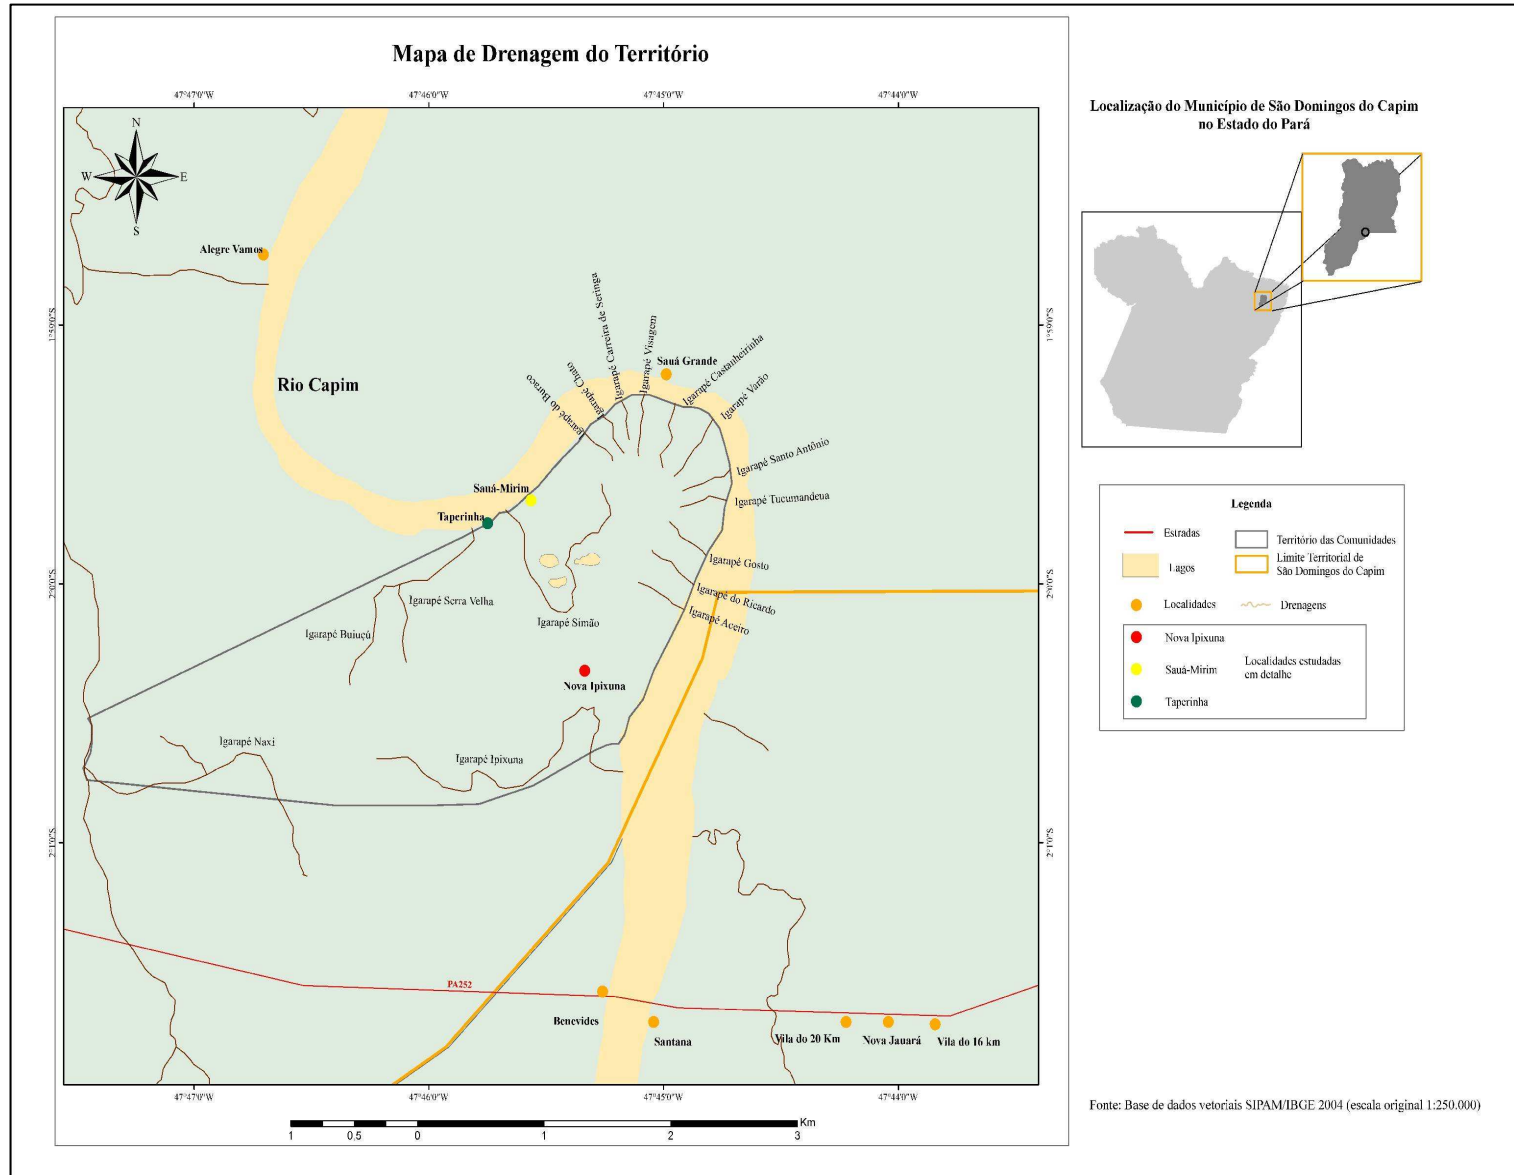 Mapa de Drenagem do Território
47°47'0"W
47°46'0"W
47°45'0"W
47°44'0"W
N
W
E
S
Alegre Vamos
1°59'0"S
1°59'0"S
Rio Capim
Igarapé do Buraco
Igarapé Chato
Igarapé Carreira de Seringa
Igarapé Visagem
Sauá Grande
Igarapé Castanheirinha
Igarapé Varão
Igarapé Santo Antônio
Igarapé Tucumandeua
Sauá-Mirim
Taperinha
Igarapé Gosto
2°0'0"S
2°0'0"S
Igarapé do Ricardo
Igarapé Aceiro
Igarapé Serra Velha
Igarapé Simão
Igarapé Buiuçú
Nova Ipixuna
Igarapé Naxi
Igarapé Ipixuna
2°1'0"S
2°1'0"S
PA252
Benevides
Santana
Vila do 20 Km
Nova Jauará
Vila do 16 km
47°47'0"W
47°46'0"W
47°45'0"W
47°44'0"W
1
0.5
0
1
2
3
Km
Localização do Município de São Domingos do Capim
no Estado do Pará
Legenda
Estradas
Território das Comunidades
Lagos
Limite Territorial de
São Domingos do Capim
Localidades
Drenagens
Nova Ipixuna
Sauá-Mirim
Localidades estudadas
em detalhe
Taperinha
Fonte: Base de dados vetoriais SIPAM/IBGE 2004 (escala original 1:250.000)